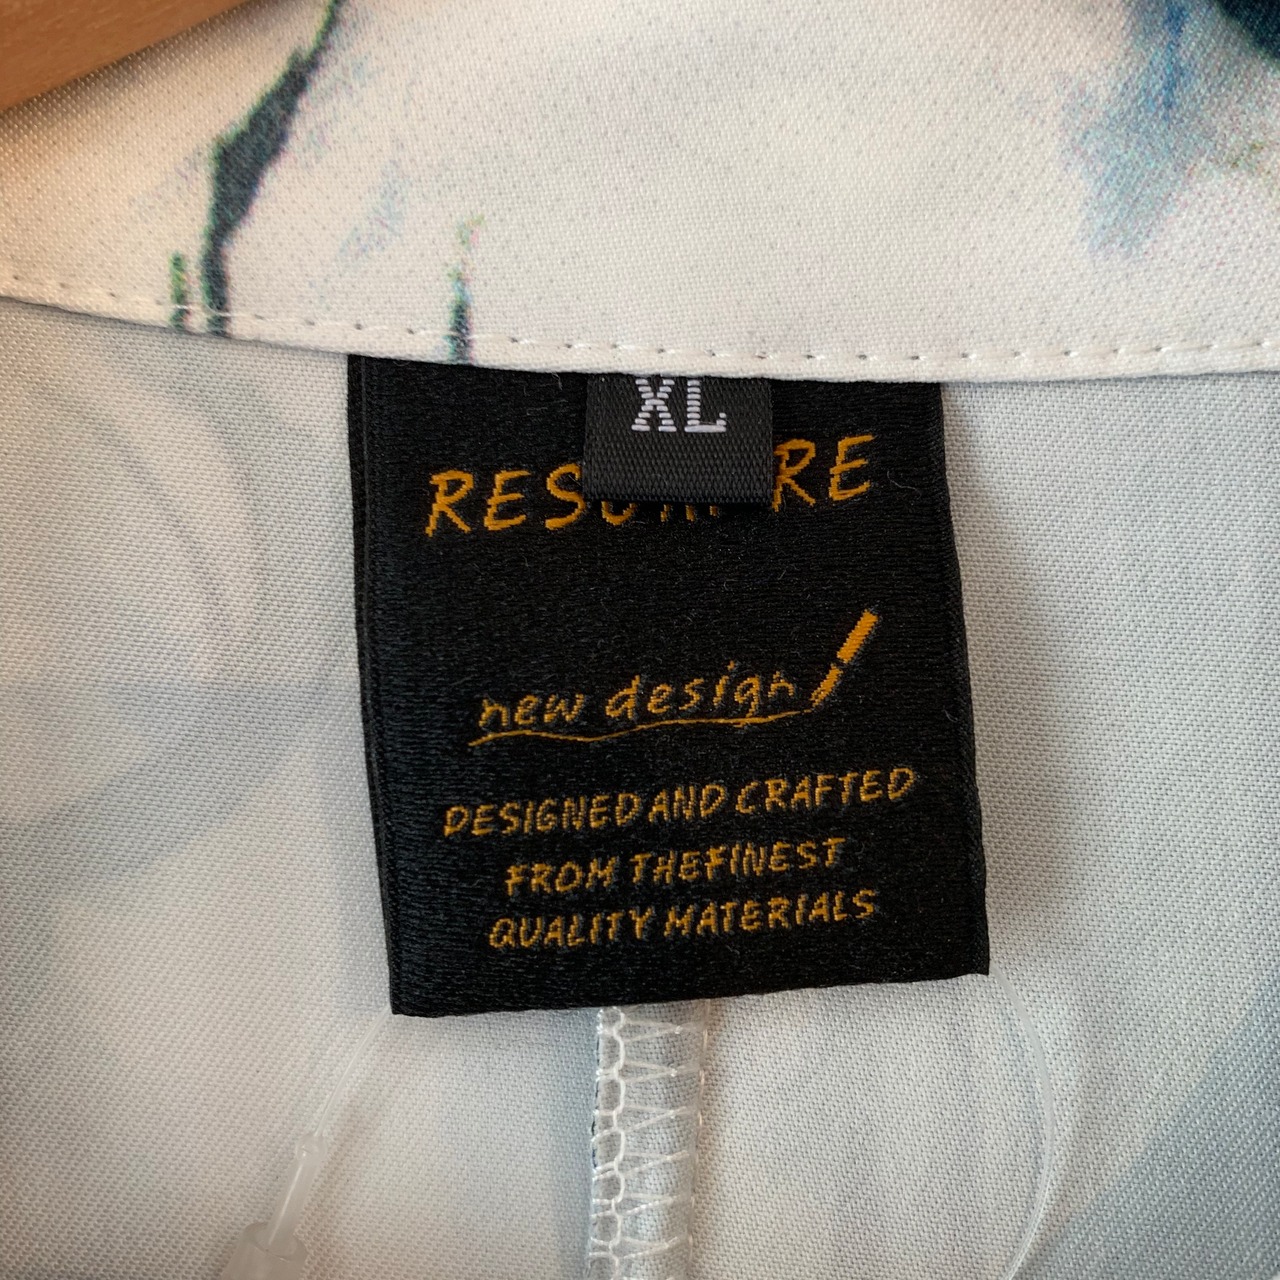 XL
new design
DESIGNED AND CRAFTED
FROM THEFINEST
QUALITY MATERIALS